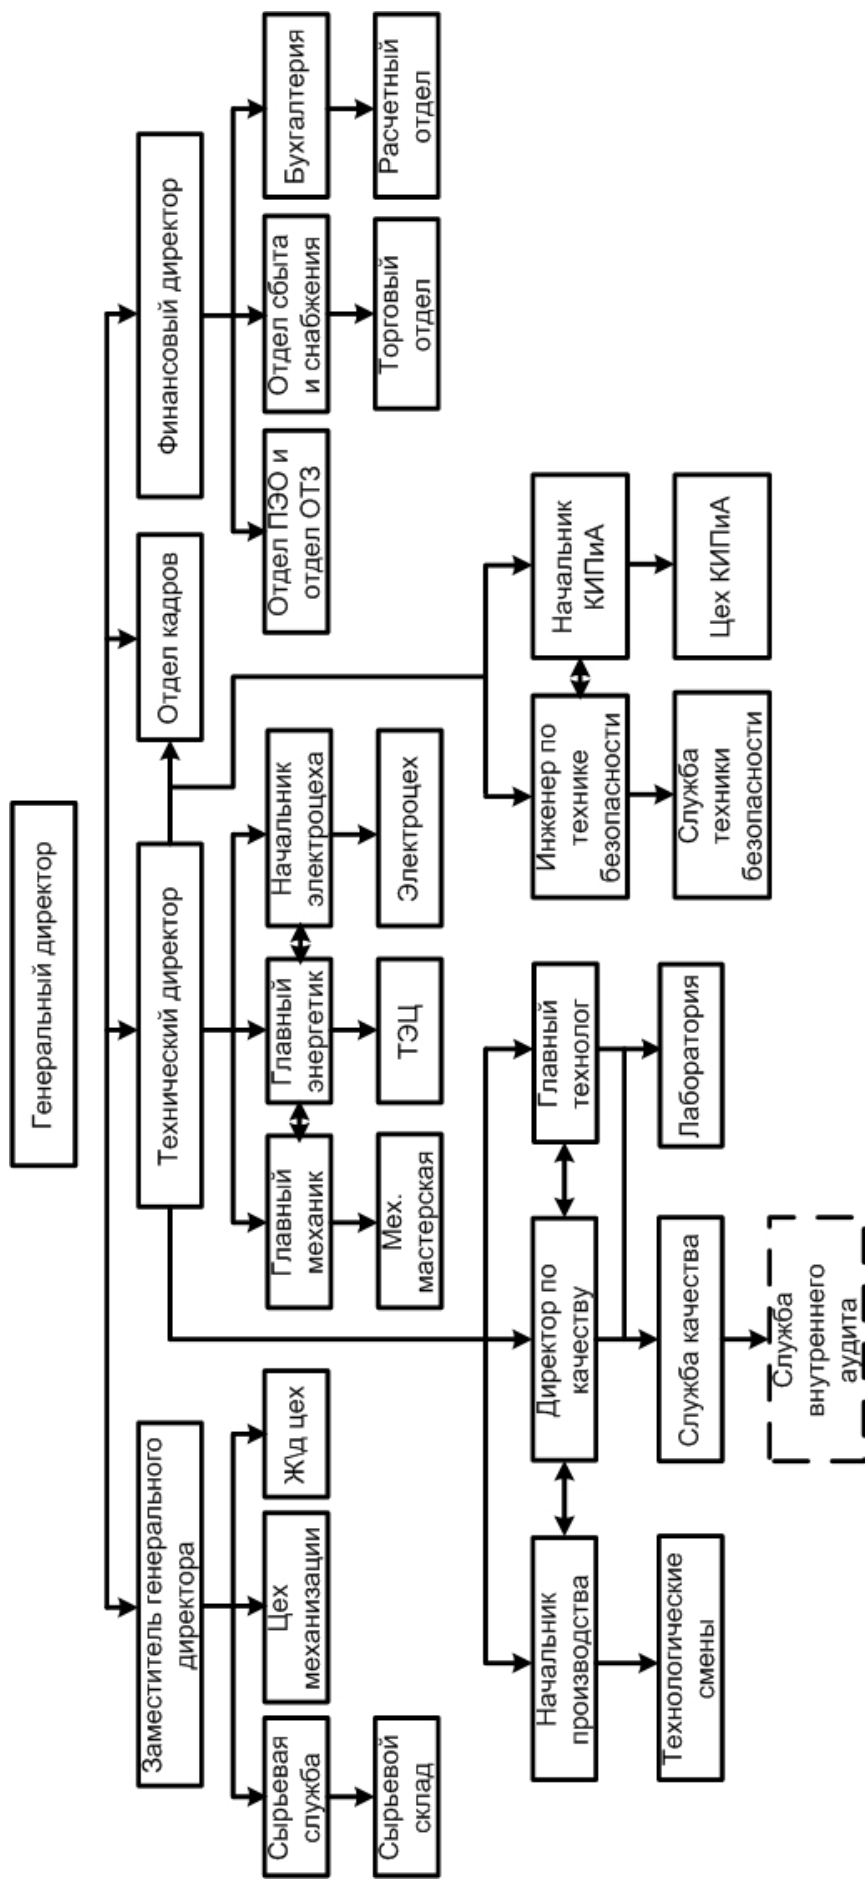 Генеральный директор
Заместитель генерального
директора
Технический директор
Отдел кадров
Финансовый директор
Сырьевая
служба
Цех
механизации
Ж\д цех
Главный
механик
Главный
энергетик
Начальник
электроцеха
Отдел ПЭО и
отдел ОТЗ
Отдел сбыта
и снабжения
Бухгалтерия
Сырьевой
склад
Мех.
мастерская
ТЭЦ
Электроцех
Торговый
отдел
Расчетный
отдел
Начальник
производства
Директор по
качеству
Главный
технолог
Инженер по
технике
безопасности
Начальник
КИПиА
Технологические
смены
Служба качества
Лаборатория
Служба
техники
безопасности
Цех КИПиА
Служба
внутреннего
аудита